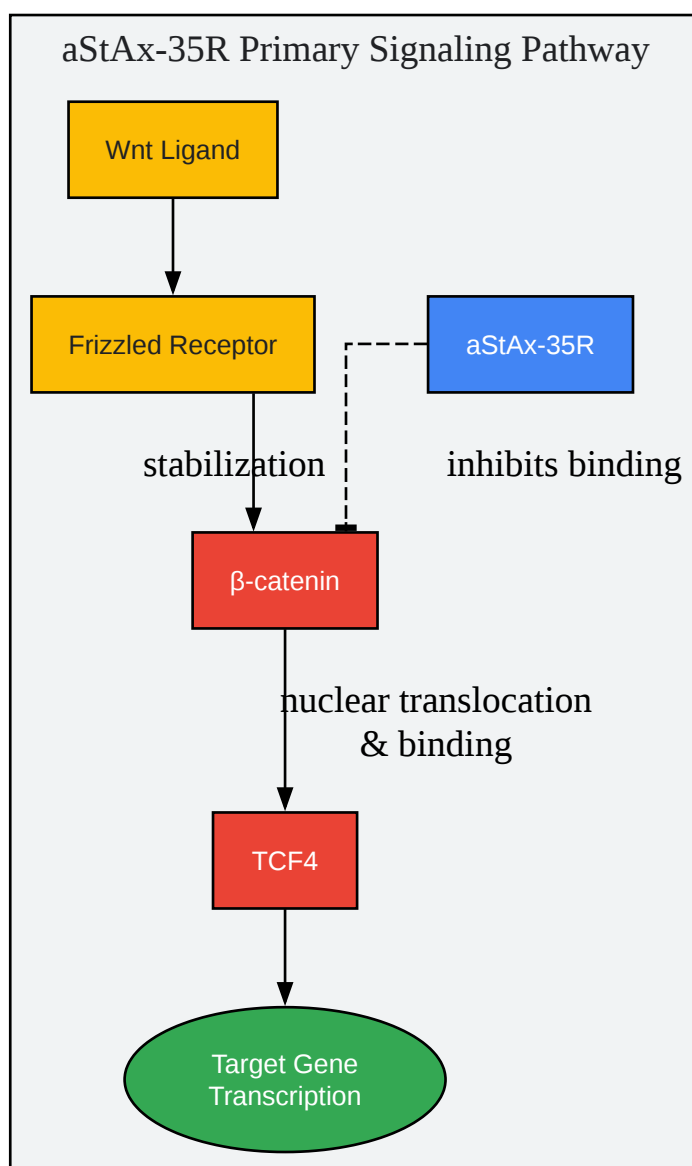 aStAx-35R Primary Signaling Pathway
Wnt Ligand
Frizzled Receptor
aStAx-35R
stabilization
inhibits binding
β-catenin
nuclear translocation
& binding
TCF4
Target Gene
Transcription